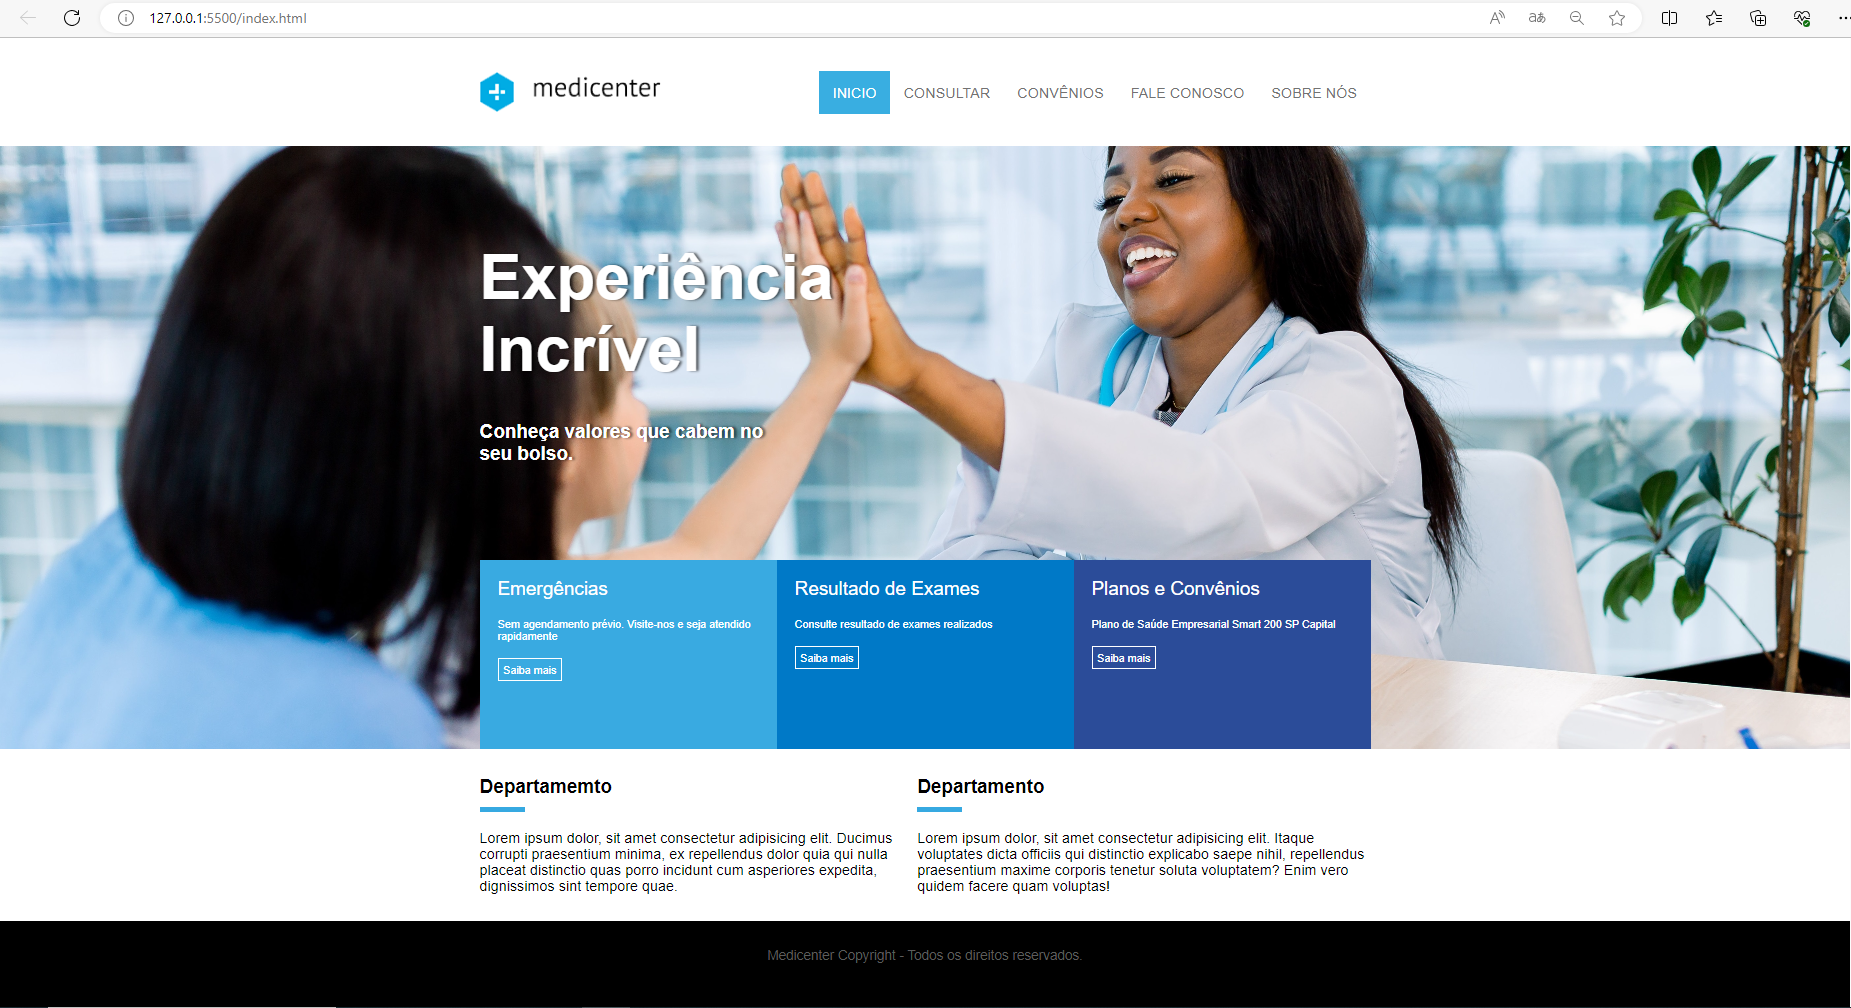 127.0.0.1:5500/index.html
medicenter
INICIO CONSULTAR CONVÊNIOS FALE CONOSCO SOBRE NÓS
Experiência
Incrível
Conheça valores que cabem no
seu bolso.
Emergências
Sem agendamento prévio. Visite-nos e seja atendido
rapidamente
Saiba mais
Resultado de Exames
Consulte resultado de exames realizados
Saiba mais
Planos e Convênios
Plano de Saúde Empresarial Smart 200 SP Capital
Saiba mais
Departamemto
Lorem ipsum dolor, sit amet consectetur adipisicing elit. Ducimus
corrupti praesentium minima, ex repellendus dolor quia qui nulla
placeat distinctio quas porro incidunt cum asperiores expedita,
dignissimos sint tempore quae.
Departamento
Lorem ipsum dolor, sit amet consectetur adipisicing elit. Itaque
voluptates dicta officiis qui distinctio explicabo saepe nihil, repellendus
praesentium maxime corporis tenetur soluta voluptatem? Enim vero
quidem facere quam voluptas!
Medicenter Copyright - Todos os direitos reservados.